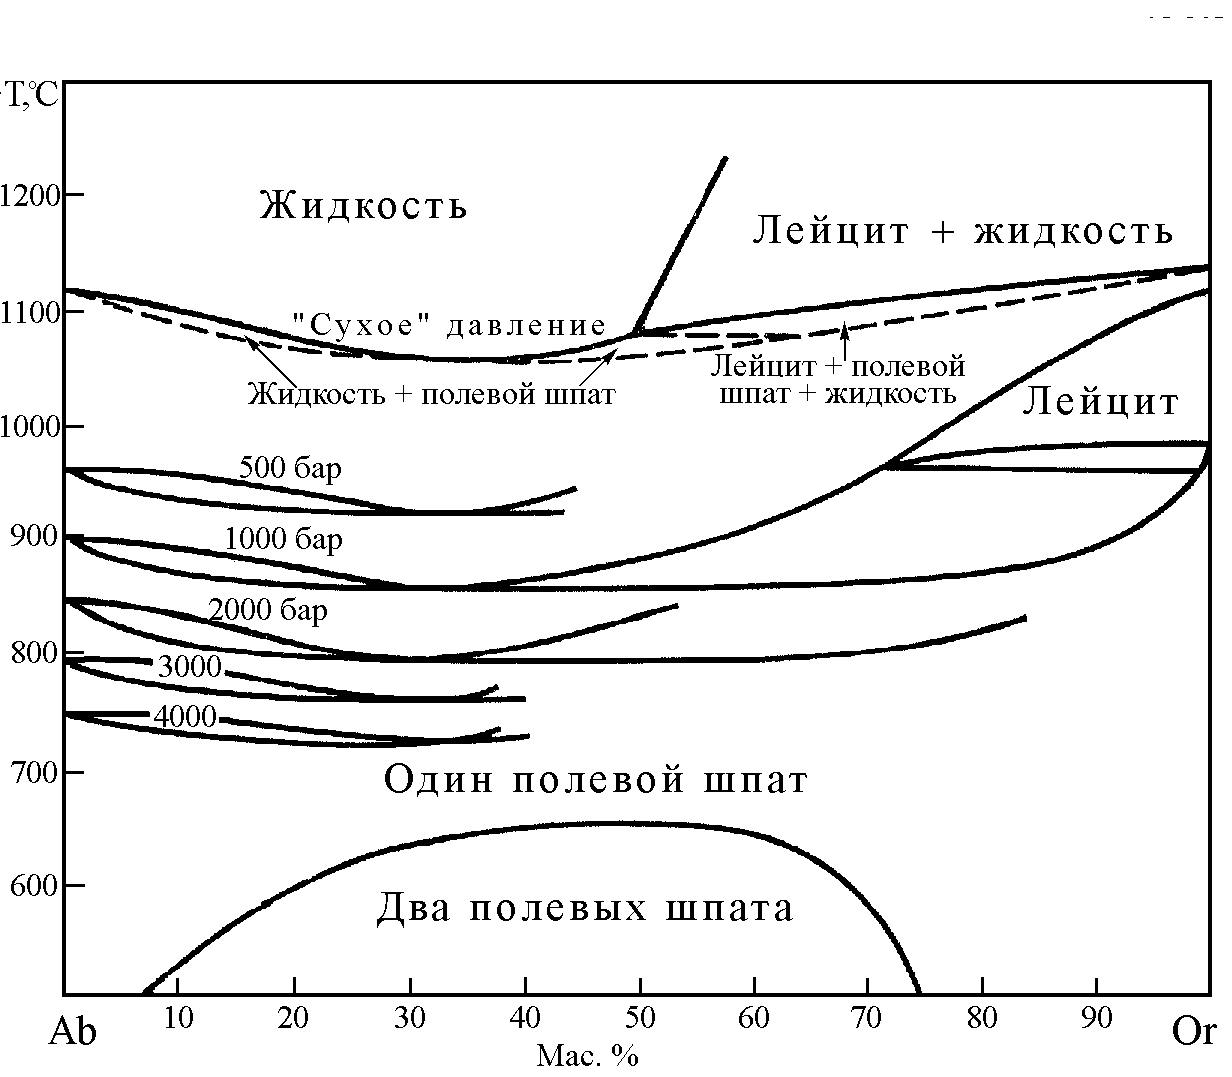 T,°C
1200
Жидкость
Лейцит + жидкость
1100
"Сухое" давление
Жидкость + полевой шпат
Лейцит + полевой
шпат + жидкость
Лейцит
1000
500 бар
900
1000 бар
2000 бар
800
3000
4000
700
Один полевой шпат
600
Два полевых шпата
Ab
10 20 30 40 50 60 70 80 90
Or
Мас. %